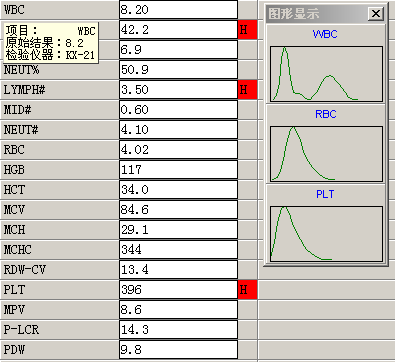 WBC 8.20
项目： WBC
原始结果：8.2
检验仪器：KX-21
42.2 H
6.9
NEUT% 50.9
LYMPH# 3.50 H
MID# 0.60
NEUT# 4.10
RBC 4.02
HGB 117
HCT 34.0
MCV 84.6
MCH 29.1
MCHC 344
RDW-CV 13.4
PLT 396 H
MPV 8.6
P-LCR 14.3
PDW 9.8
图形显示
WBC
RBC
PLT